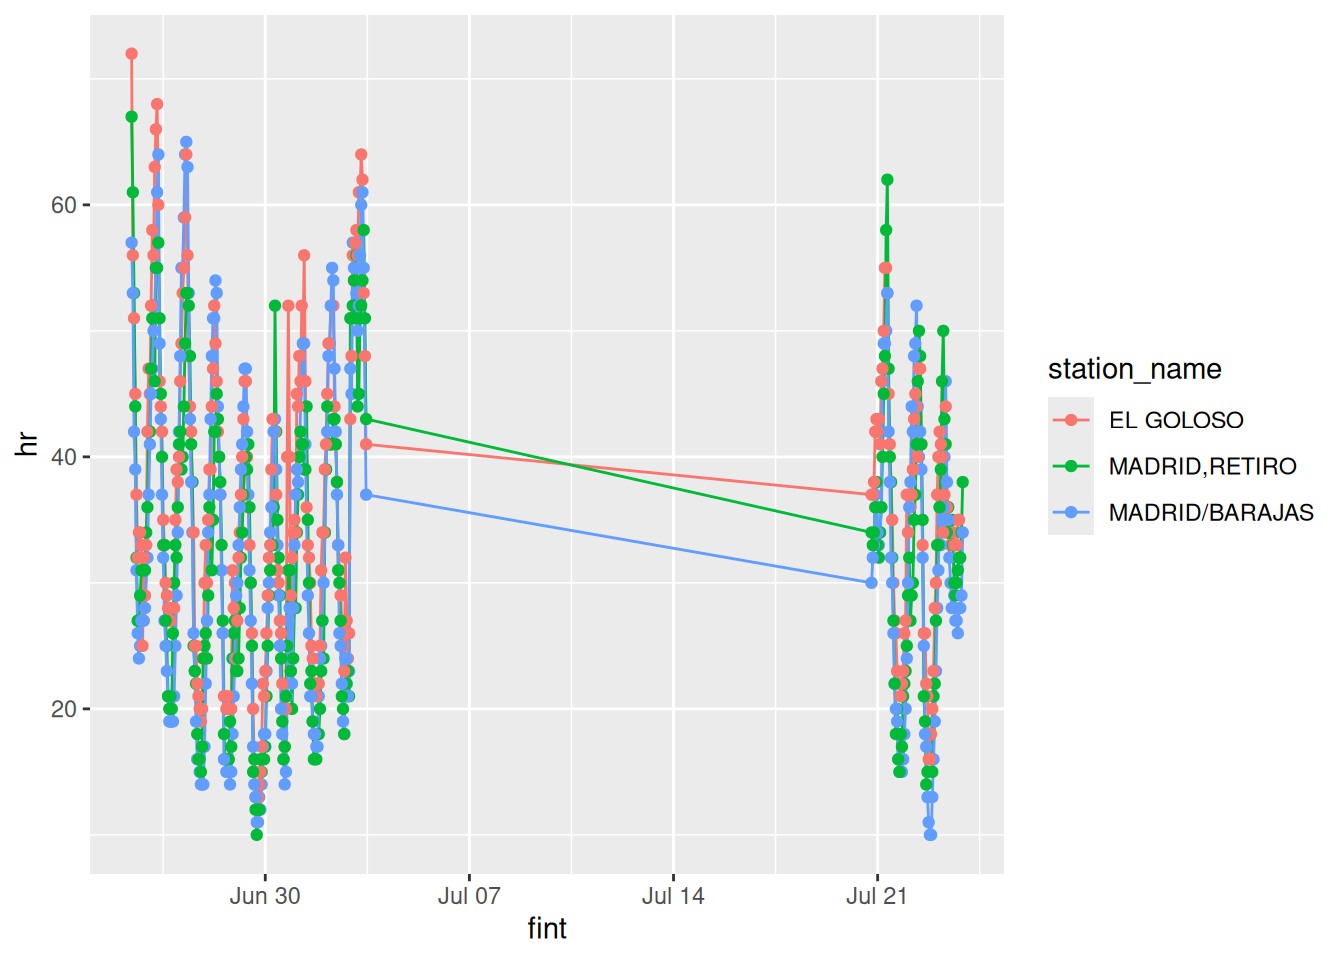 60
40
20
hr
Jun 30
Jul 07
Jul 14
Jul 21
fint
station_name
EL GOLOSO
MADRID,RETIRO
MADRID/BARAJAS